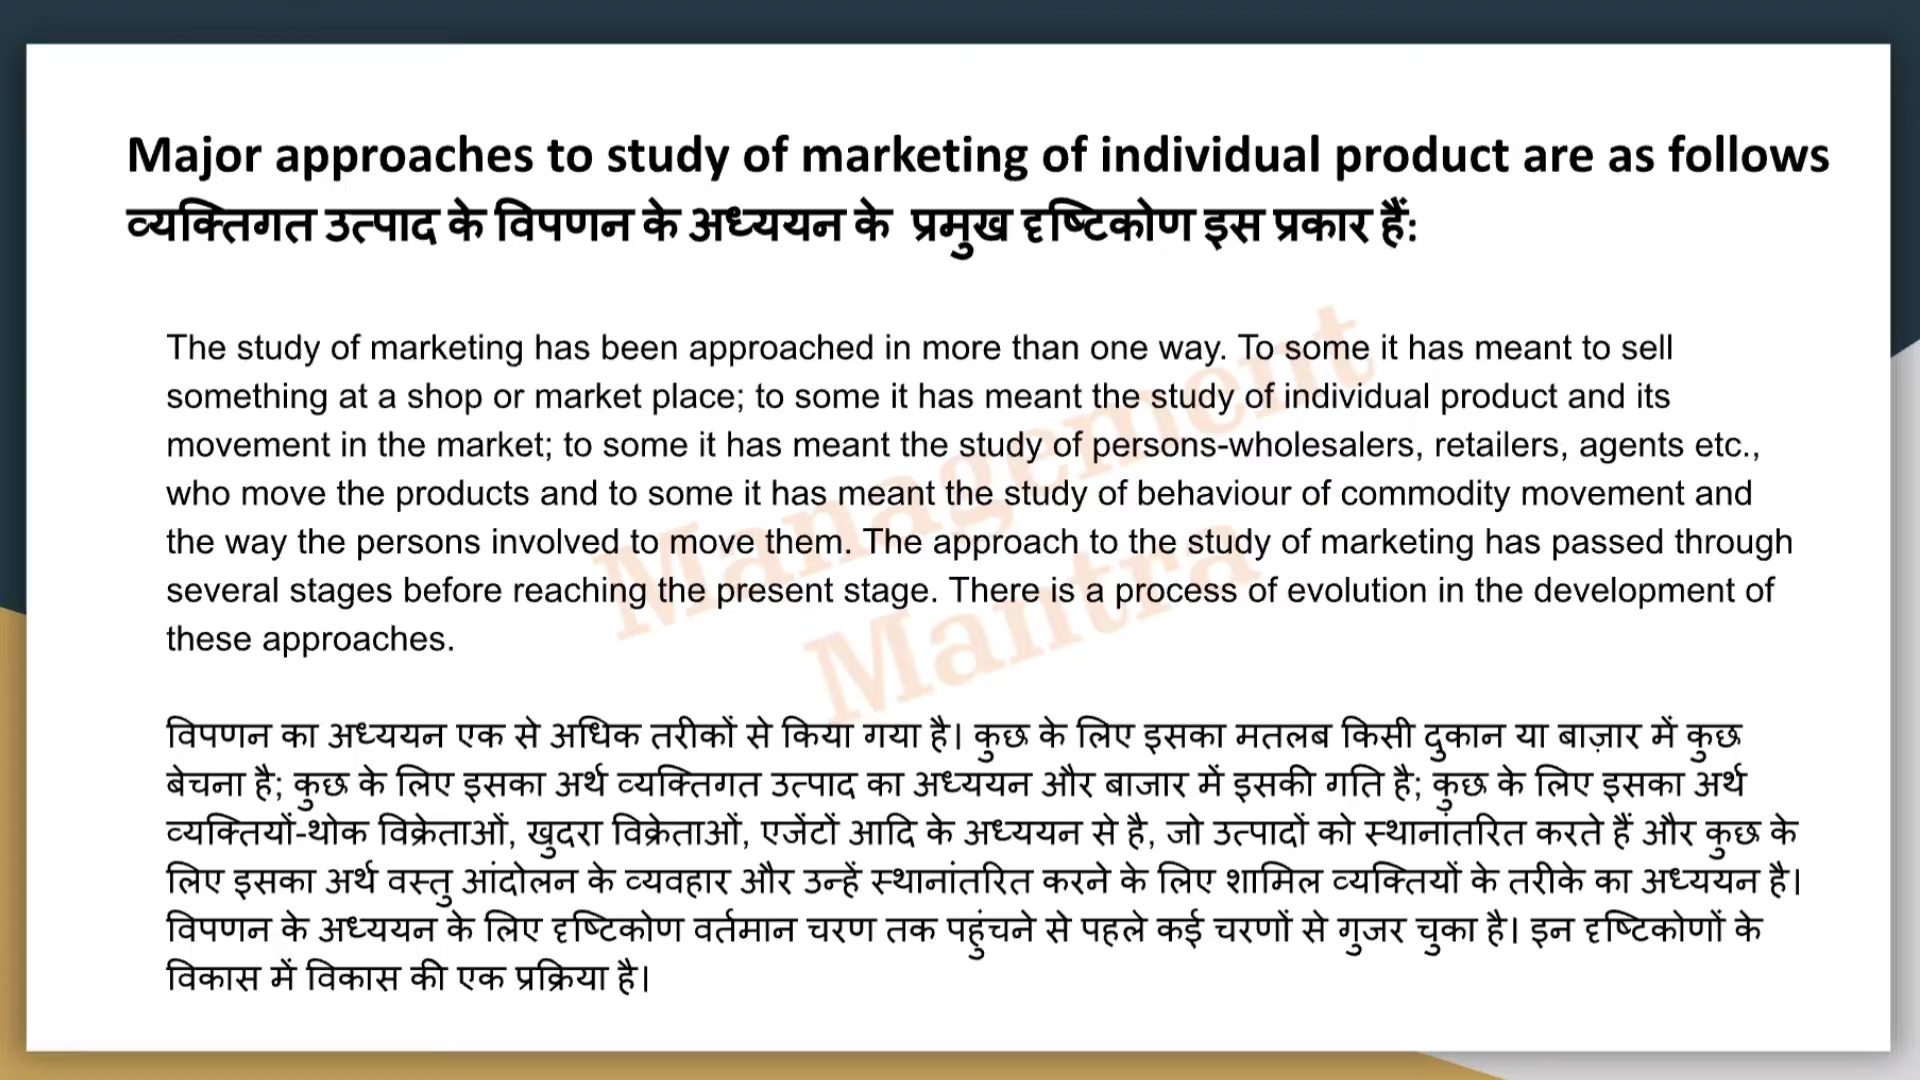 Major approaches to study of marketing of individual product are as follows
व्यक्तिगत उत्पाद के विपणन के अध्ययन के प्रमुख दृष्टिकोण इस प्रकार हैं:
The study of marketing has been approached in more than one way. To some it has meant to sell
something at a shop or market place; to some it has meant the study of individual product and its
movement in the market; to some it has meant the study of persons-wholesalers, retailers, agents etc.,
who move the products and to some it has meant the study of behaviour of commodity movement and
the way the persons involved to move them. The approach to the study of marketing has passed through
several stages before reaching the present stage. There is a process of evolution in the development of
these approaches.
विपणन का अध्ययन एक से अधिक तरीकों से किया गया है। कुछ के लिए इसका मतलब किसी दुकान या बाज़ार में कुछ
बेचना है; कुछ के लिए इसका अर्थ व्यक्तिगत उत्पाद का अध्ययन और बाजार में इसकी गति है; कुछ के लिए इसका अर्थ
व्यक्तियों-थोक विक्रेताओं, खुदरा विक्रेताओं, एजेंटों आदि के अध्ययन से है, जो उत्पादों को स्थानांतरित करते हैं और कुछ के
लिए इसका अर्थ वस्तु आंदोलन के व्यवहार और उन्हें स्थानांतरित करने के लिए शामिल व्यक्तियों के तरीके का अध्ययन है।
विपणन के अध्ययन के लिए दृष्टिकोण वर्तमान चरण तक पहुंचने से पहले कई चरणों से गुजर चुका है। इन दृष्टिकोणों के
विकास में विकास की एक प्रक्रिया है।
Management
Mantra